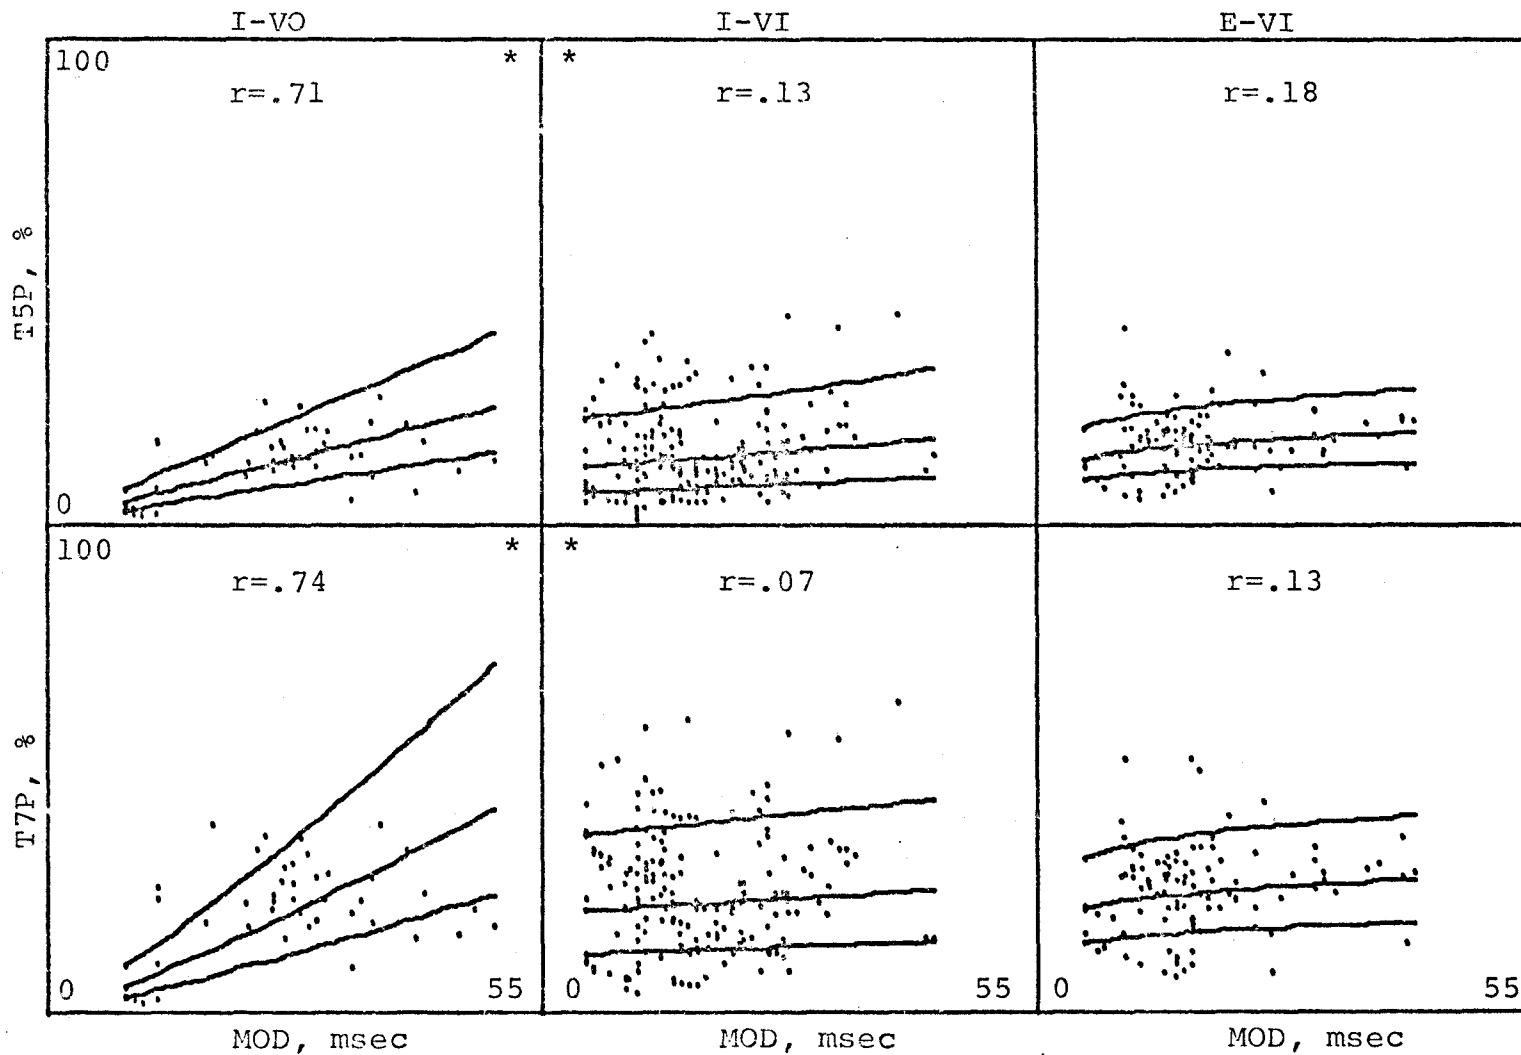 I-VO I-VI E-VI
100 * *
r=.71 r=.13 r=.18
T5P, %
0
100 * *
r=.74 r=.07 r=.13
T7P, %
0 55 0 55 0 55
MOD, msec MOD, msec MOD, msec